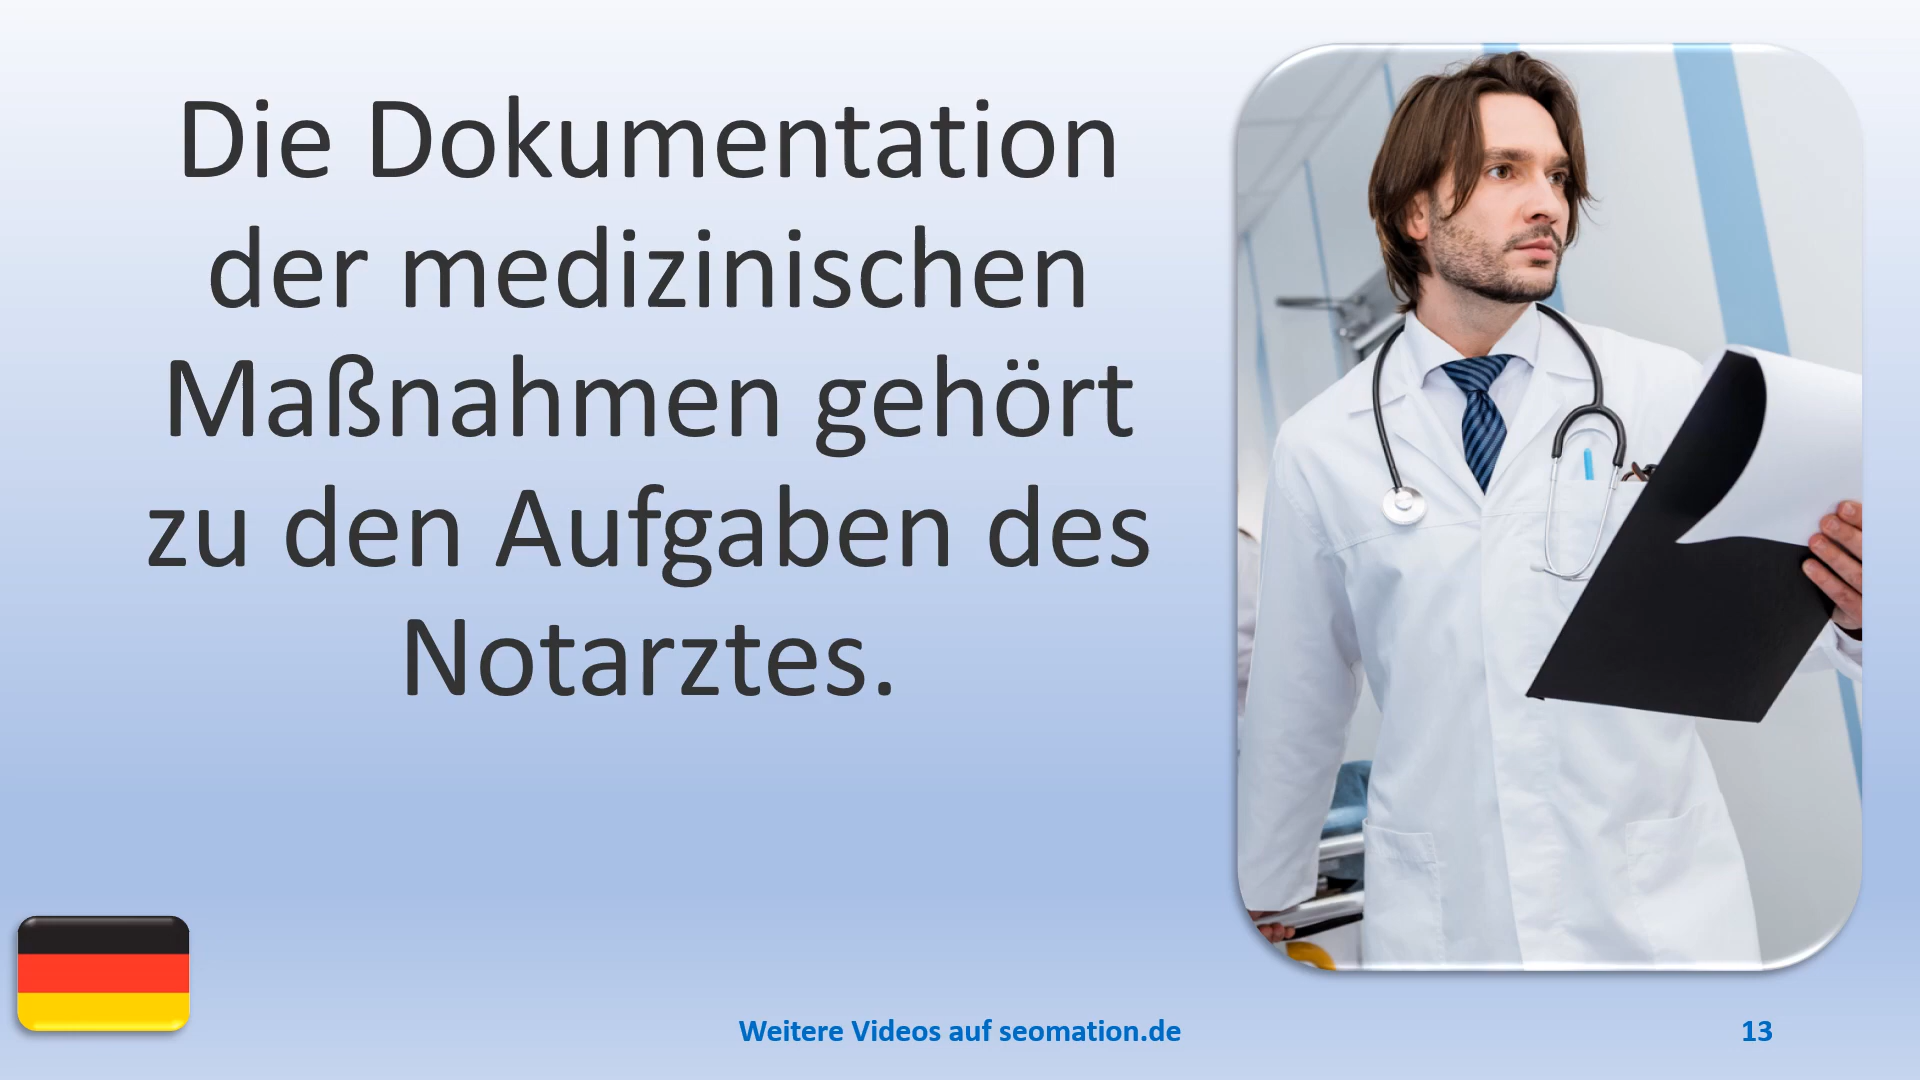 Die Dokumentation
der medizinischen
Maßnahmen gehört
zu den Aufgaben des
Notarztes.
Weitere Videos auf seomation.de
13